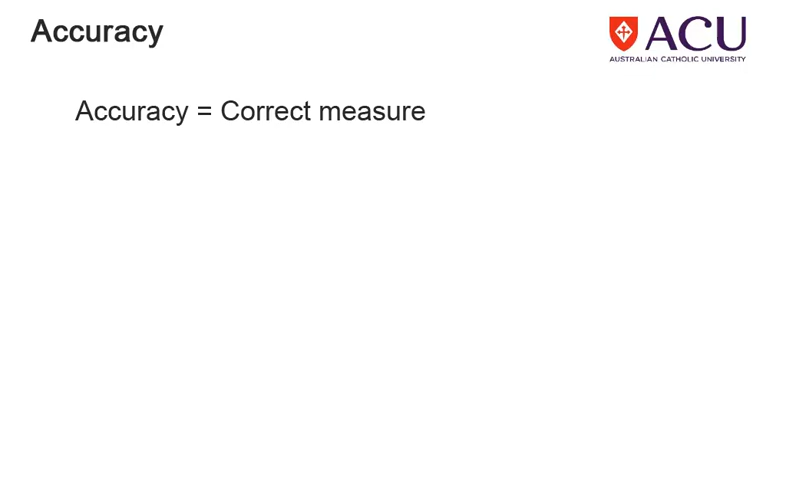 Accuracy
ACU
AUSTRALIAN CATHOLIC UNIVERSITY
Accuracy = Correct measure